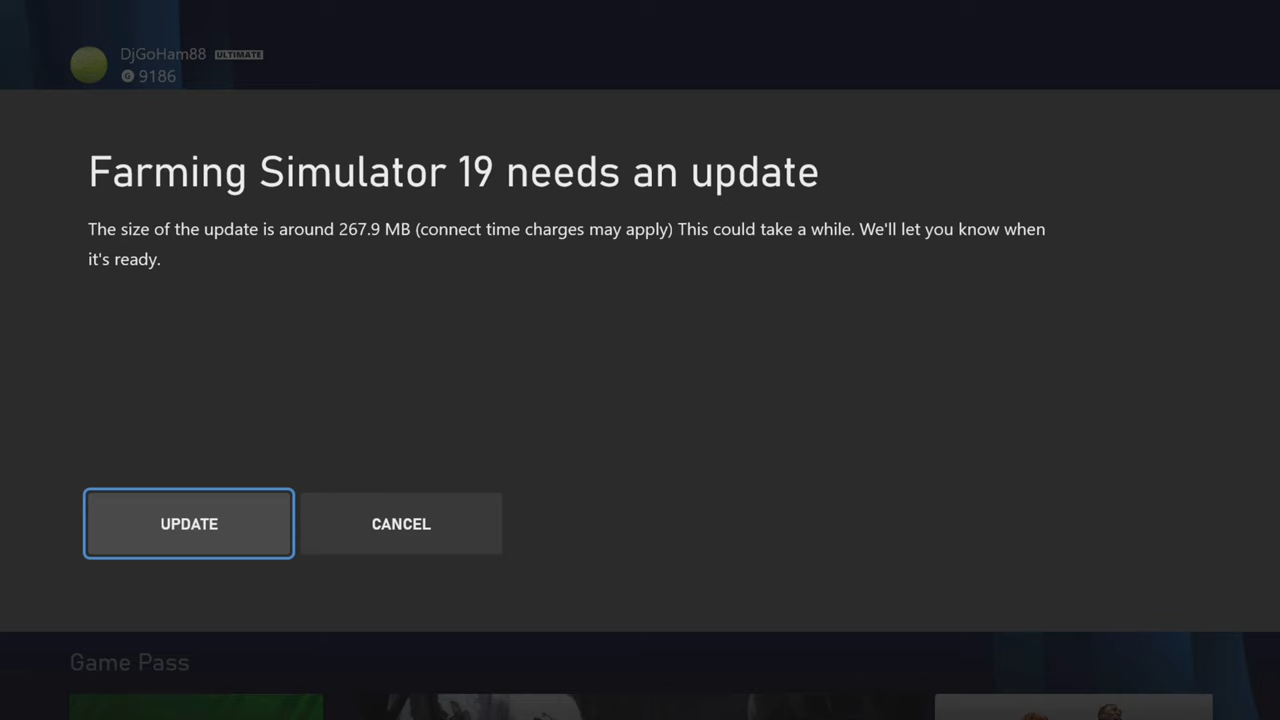 DjGoHam88 ULTIMATE
G 9186
Farming Simulator 19 needs an update
The size of the update is around 267.9 MB (connect time charges may apply) This could take a while. We'll let you know when
it's ready.
UPDATE CANCEL
Game Pass